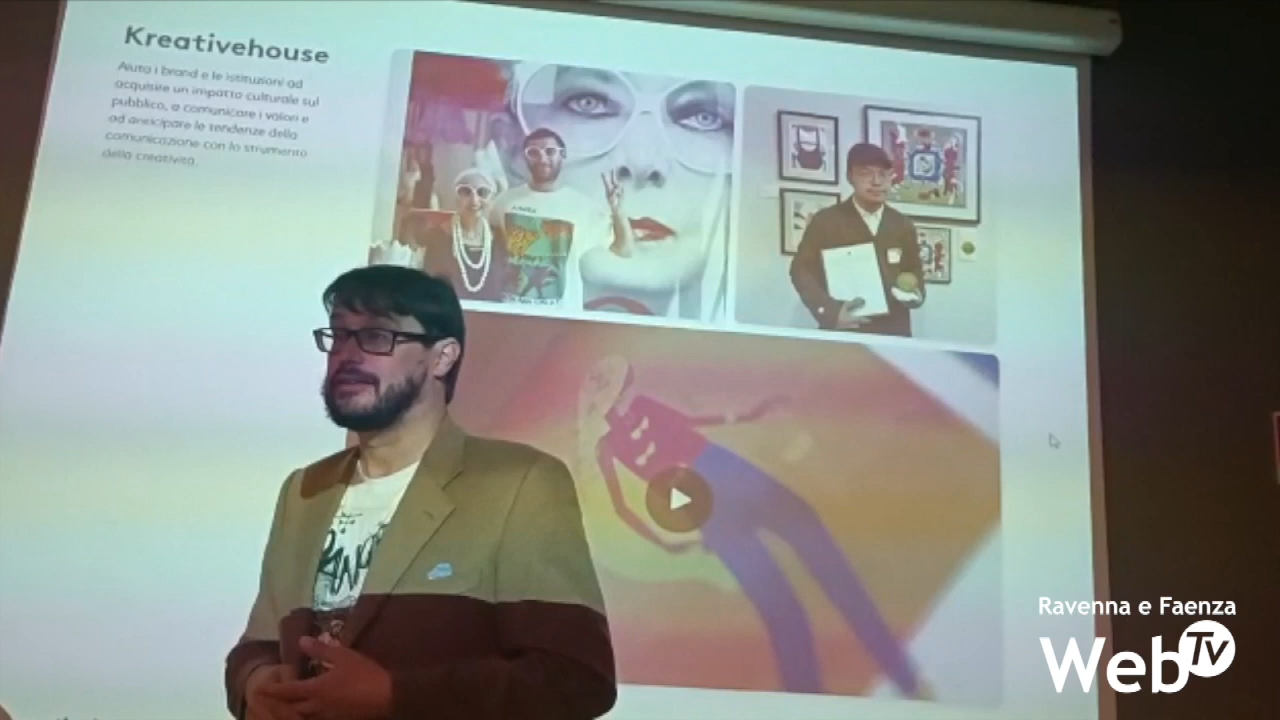 Kreativehouse
Aiuta i brand e le istituzioni ad
acquisire un impatto culturale sul
pubblico, a comunicare i valori e
ad anticipare le tendenze della
comunicazione con lo strumento
della creatività.
Ravenna e Faenza
Web Tv